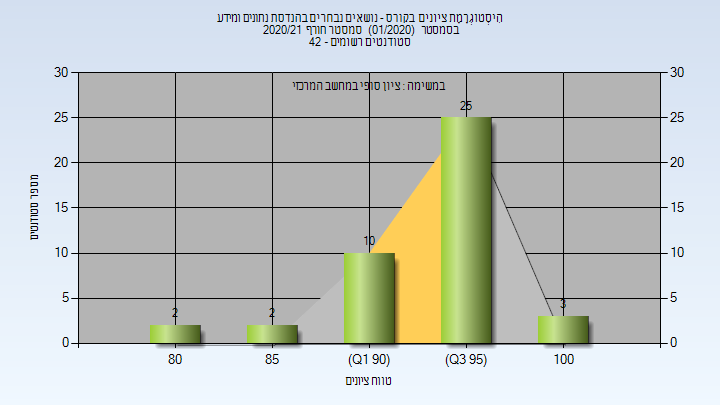 היסטוגרמת ציונים בקורס - נושאים נבחרים בהנדסת נתונים ומידע
בסמסטר (01/2020) סמסטר חורף 2020/21
סטודנטים רשומים - 42
במשימה : ציון סופי במחשב המרכזי
30
25
20
15
10
5
0
30
25
20
15
10
5
0
2
2
10
25
3
מספר סטודנטים
80
85
(Q1 90)
(Q3 95)
100
טווח ציונים